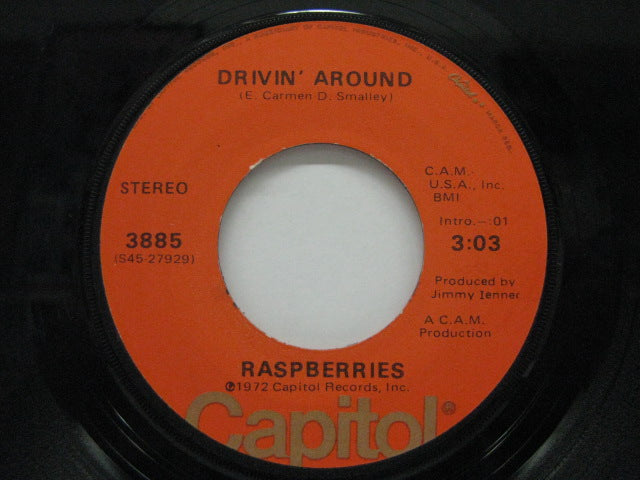 DRIVIN' AROUND
(E. Carmen D. Smalley)
STEREO
3885
(S45-27929)
C.A.M.-
U.S.A., Inc.
BMI
Intro.—:01
3:03
Produced by
Jimmy Ienner
A C.A.M.
Production
RASPBERRIES
℗1972 Capitol Records, Inc.
Capitol®